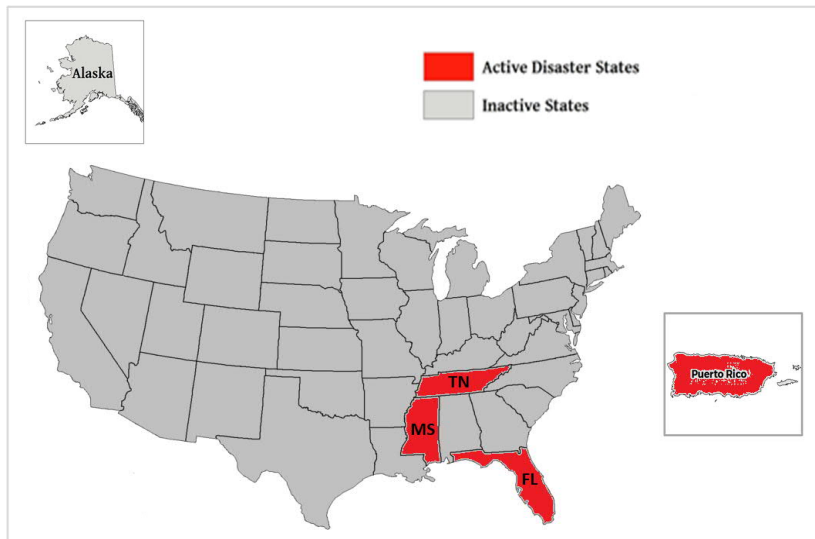 Alaska
Active Disaster States
Inactive States
TN
MS
FL
Puerto Rico